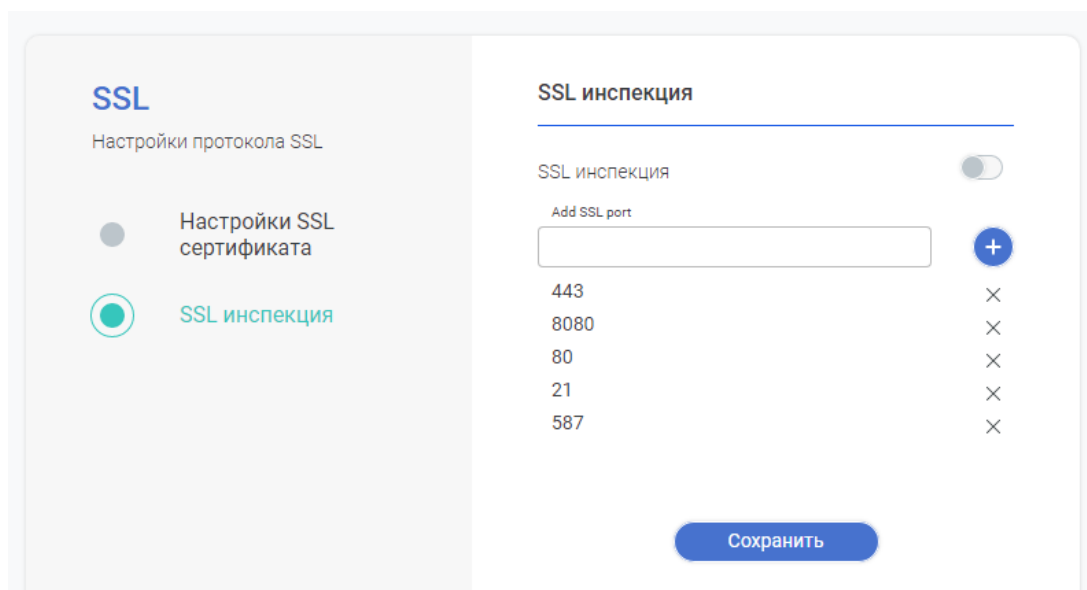 SSL
Настройки протокола SSL
Настройки SSL
сертификата
SSL инспекция
SSL инспекция
SSL инспекция
Add SSL port
443
8080
80
21
587
Сохранить